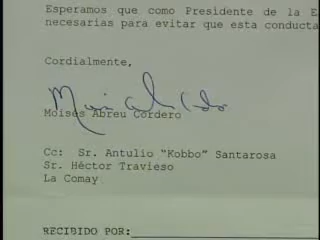 Esperamos que como Presidente de la E
necesarias para evitar que esta conducta
Cordialmente,
Moisés Abreu Cordero
Cc: Sr. Antulio "Kobbo" Santarosa
Sr. Héctor Travieso
La Comay
RECIBIDO POR: